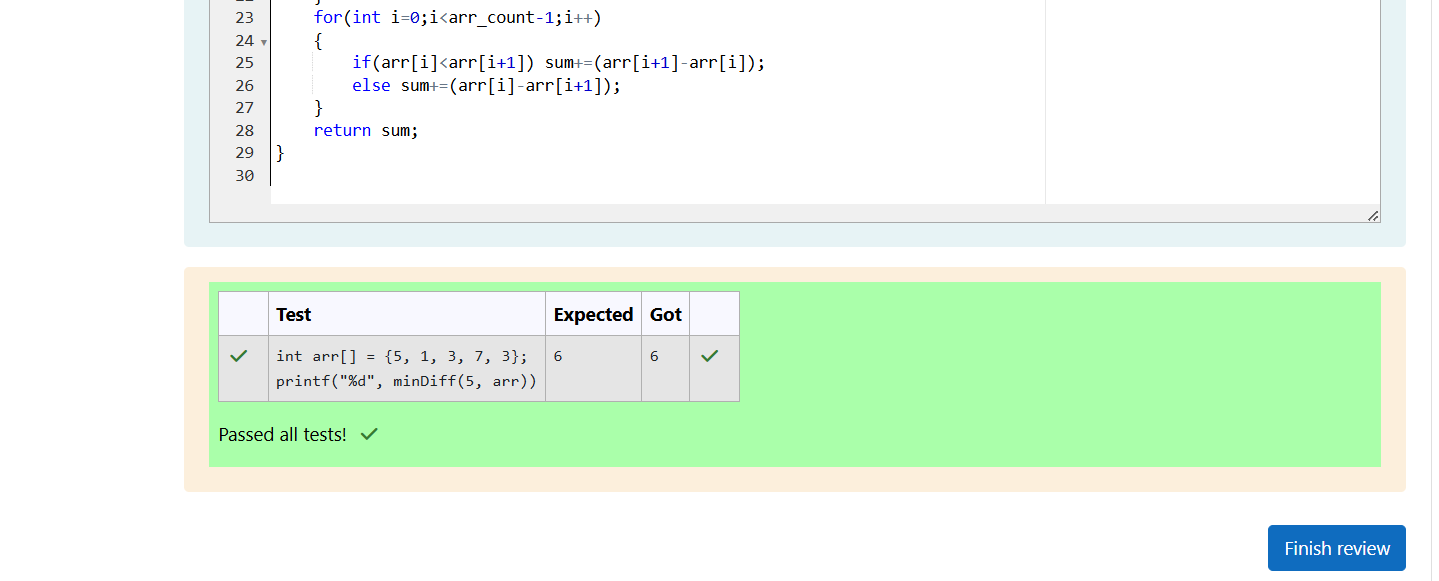 23 for(int i=0;i<arr_count-1;i++)
24 {
25 if(arr[i]<arr[i+1]) sum+=(arr[i+1]-arr[i]);
26 else sum+=(arr[i]-arr[i+1]);
27 }
28 return sum;
29 }
30
Test Expected Got
int arr[] = {5, 1, 3, 7, 3}; 6 6
printf("%d", minDiff(5, arr))
Passed all tests!
Finish review